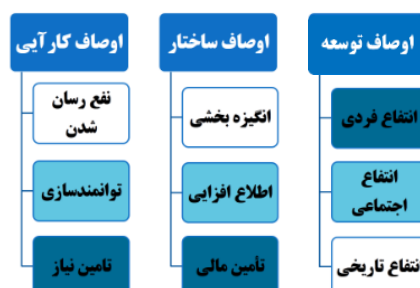 اوصاف توسعه
انتفاع فردی
انتفاع
اجتماعی
نتفاع تاریخی
اوصاف ساختار
انگیزه بخشی
اطلاع افزایی
تأمین مالی
اوصاف کارآیی
نفع رسان
شدن
توانمندسازی
تامین نیاز